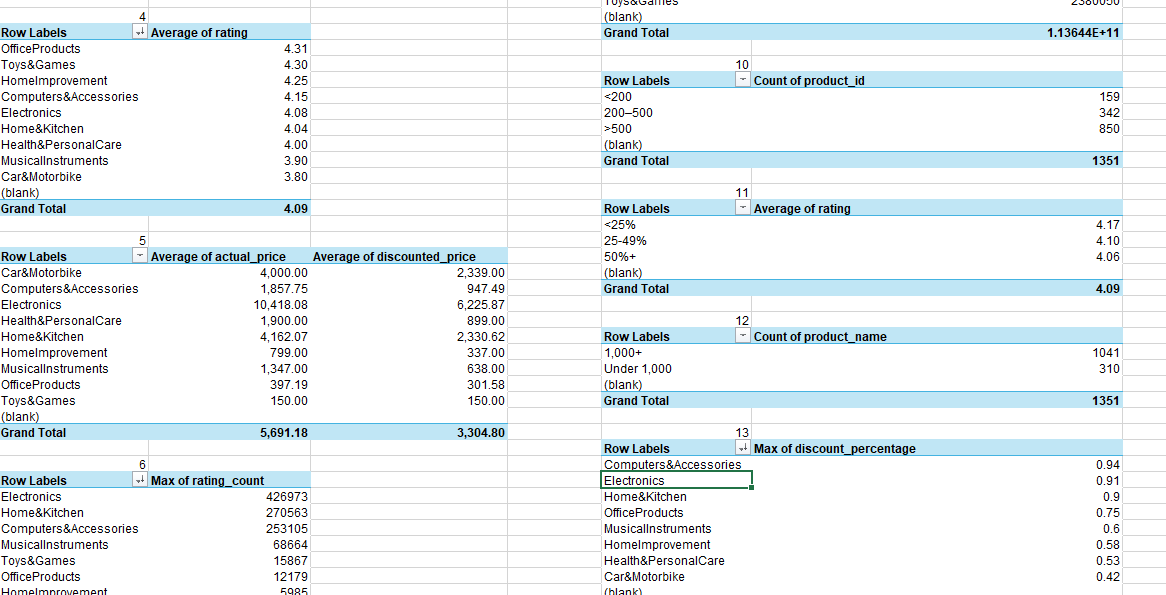 4
Row Labels Average of rating
OfficeProducts 4.31
Toys&Games 4.30
HomeImprovement 4.25
Computers&Accessories 4.15
Electronics 4.08
Home&Kitchen 4.04
Health&PersonalCare 4.00
MusicalInstruments 3.90
Car&Motorbike 3.80
(blank)
Grand Total 4.09
5
Row Labels Average of actual_price Average of discounted_price
Car&Motorbike 4,000.00 2,339.00
Computers&Accessories 1,857.75 947.49
Electronics 10,418.08 6,225.87
Health&PersonalCare 1,900.00 899.00
Home&Kitchen 4,162.07 2,330.62
HomeImprovement 799.00 337.00
MusicalInstruments 1,347.00 638.00
OfficeProducts 397.19 301.58
Toys&Games 150.00 150.00
(blank)
Grand Total 5,691.18 3,304.80
6
Row Labels Max of rating_count
Electronics 426973
Home&Kitchen 270563
Computers&Accessories 253105
MusicalInstruments 68664
Toys&Games 15867
OfficeProducts 12179
HomeImprovement 5985
Toys&Games 2380050
(blank)
Grand Total 1.13644E+11
10
Row Labels Count of product_id
<200 159
200–500 342
>500 850
(blank)
Grand Total 1351
11
Row Labels Average of rating
<25% 4.17
25-49% 4.10
50%+ 4.06
(blank)
Grand Total 4.09
12
Row Labels Count of product_name
1,000+ 1041
Under 1,000 310
(blank)
Grand Total 1351
13
Row Labels Max of discount_percentage
Computers&Accessories 0.94
Electronics 0.91
Home&Kitchen 0.9
OfficeProducts 0.75
MusicalInstruments 0.6
HomeImprovement 0.58
Health&PersonalCare 0.53
Car&Motorbike 0.42
(blank)